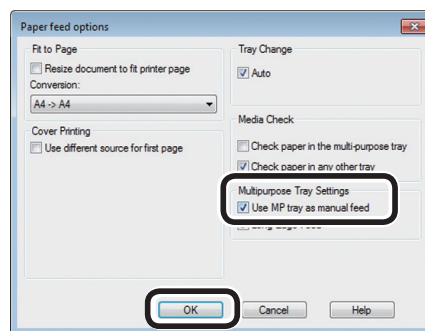 Paper feed options
Fit to Page
Resize document to fit printer page
Conversion:
A4 -> A4
Cover Printing
Use different source for first page
Tray Change
Auto
Media Check
Check paper in the multi-purpose tray
Check paper in any other tray
Multipurpose Tray Settings
Use MP tray as manual feed
OK
Cancel
Help